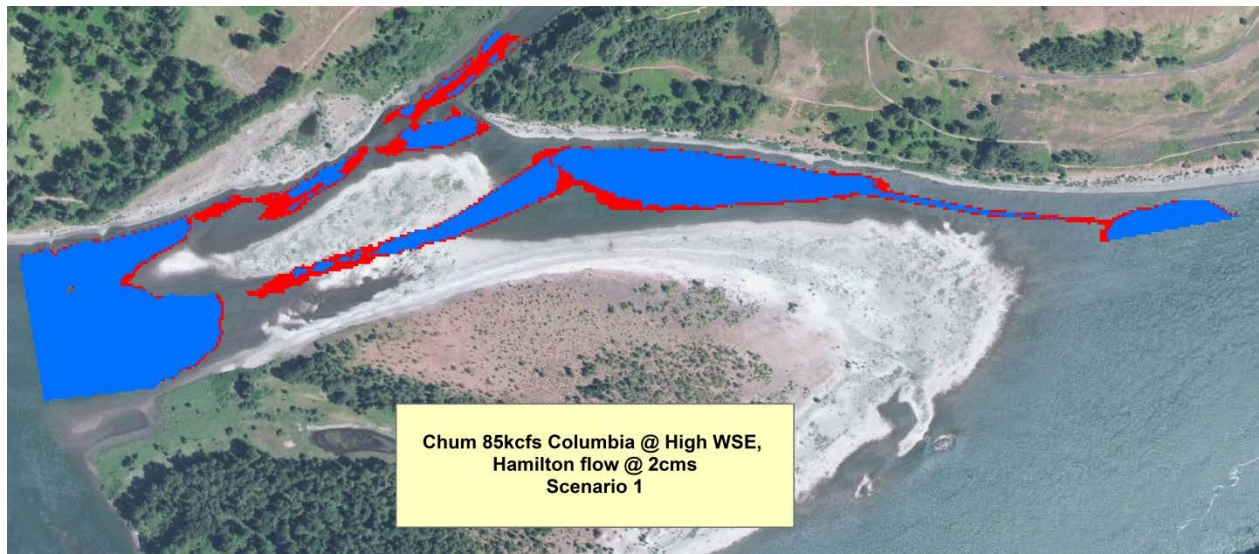 Chum 85kcfs Columbia @ High WSE,
Hamilton flow @ 2cms
Scenario 1